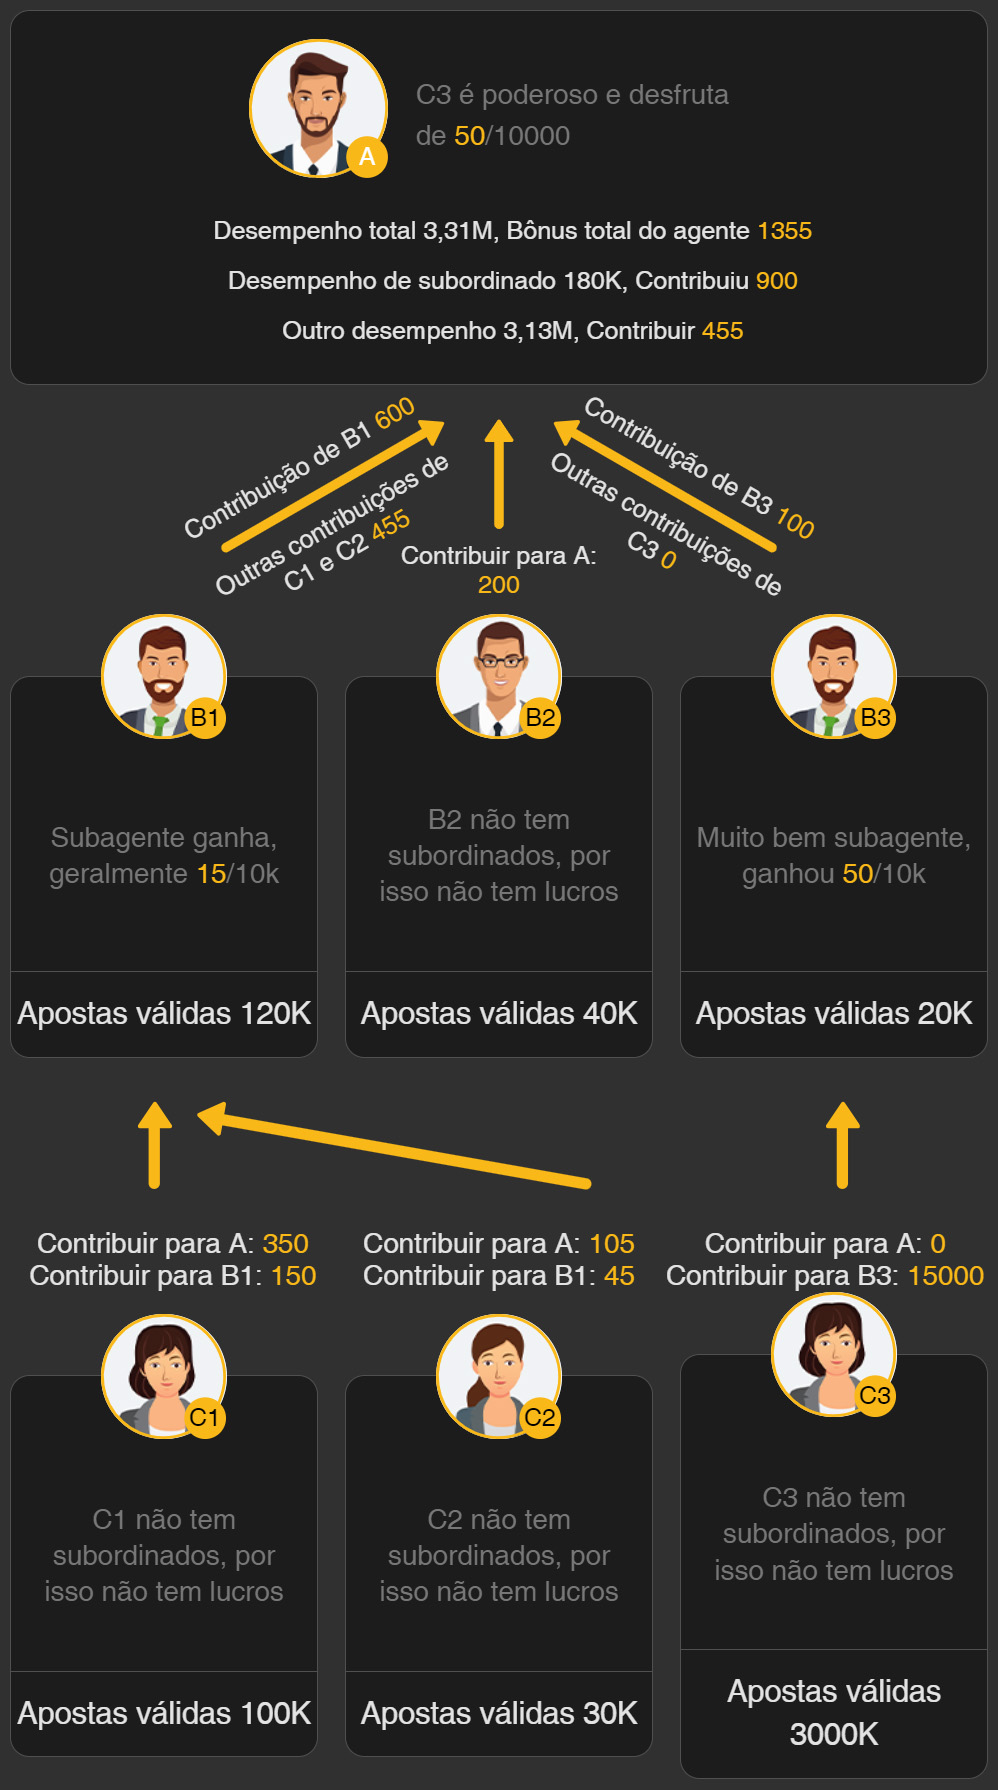 A
C3 é poderoso e desfruta
de 50/10000
Desempenho total 3,31M, Bônus total do agente 1355
Desempenho de subordinado 180K, Contribuiu 900
Outro desempenho 3,13M, Contribuir 455
Contribuição de B1 600
Outras contribuições de
C1 e C2 455
Contribuir para A:
200
Contribuição de B3 100
Outras contribuições de
C3 0
B1
Subagente ganha,
geralmente 15/10k
Apostas válidas 120K
B2
B2 não tem
subordinados, por
isso não tem lucros
Apostas válidas 40K
B3
Muito bem subagente,
ganhou 50/10k
Apostas válidas 20K
Contribuir para A: 350
Contribuir para B1: 150
C1
C1 não tem
subordinados, por
isso não tem lucros
Apostas válidas 100K
Contribuir para A: 105
Contribuir para B1: 45
C2
C2 não tem
subordinados, por
isso não tem lucros
Apostas válidas 30K
Contribuir para A: 0
Contribuir para B3: 15000
C3
C3 não tem
subordinados, por
isso não tem lucros
Apostas válidas
3000K